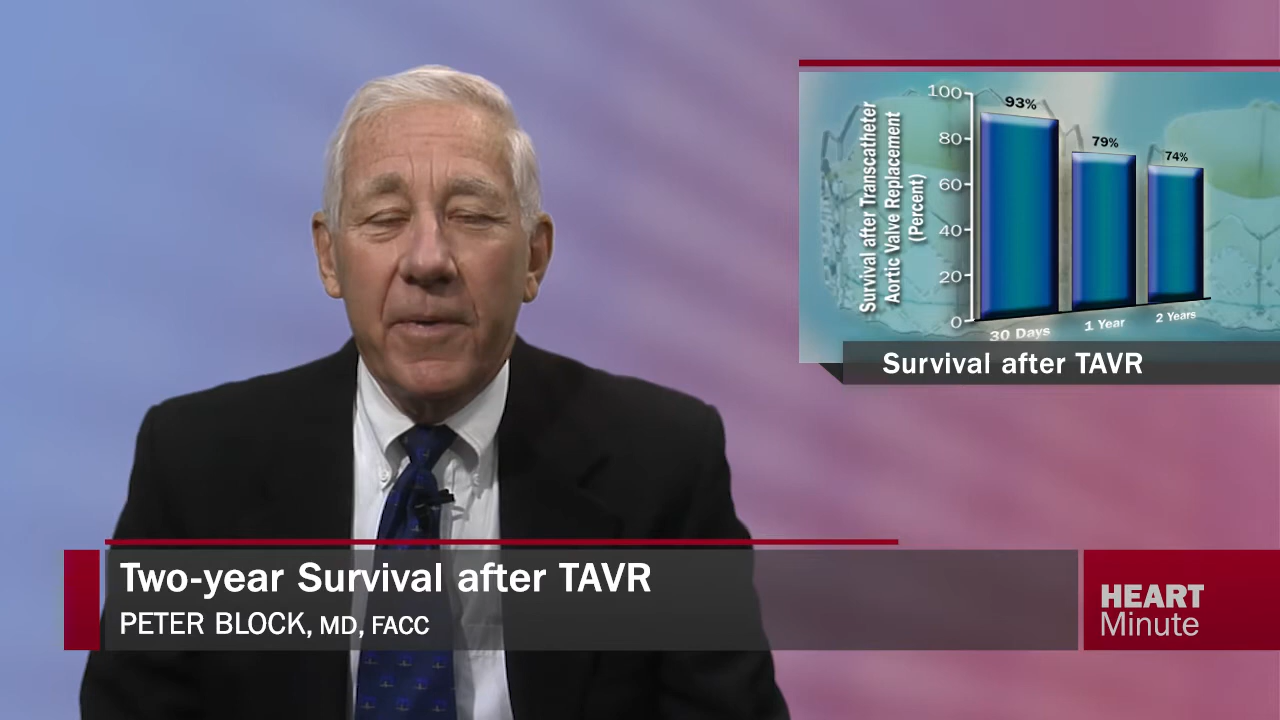 100
80
60
40
20
0
Survival after Transcatheter
Aortic Valve Replacement
(Percent)
93%
79%
74%
30 Days
1 Year
2 Years
Survival after TAVR
Two-year Survival after TAVR
PETER BLOCK, MD, FACC
HEART
Minute